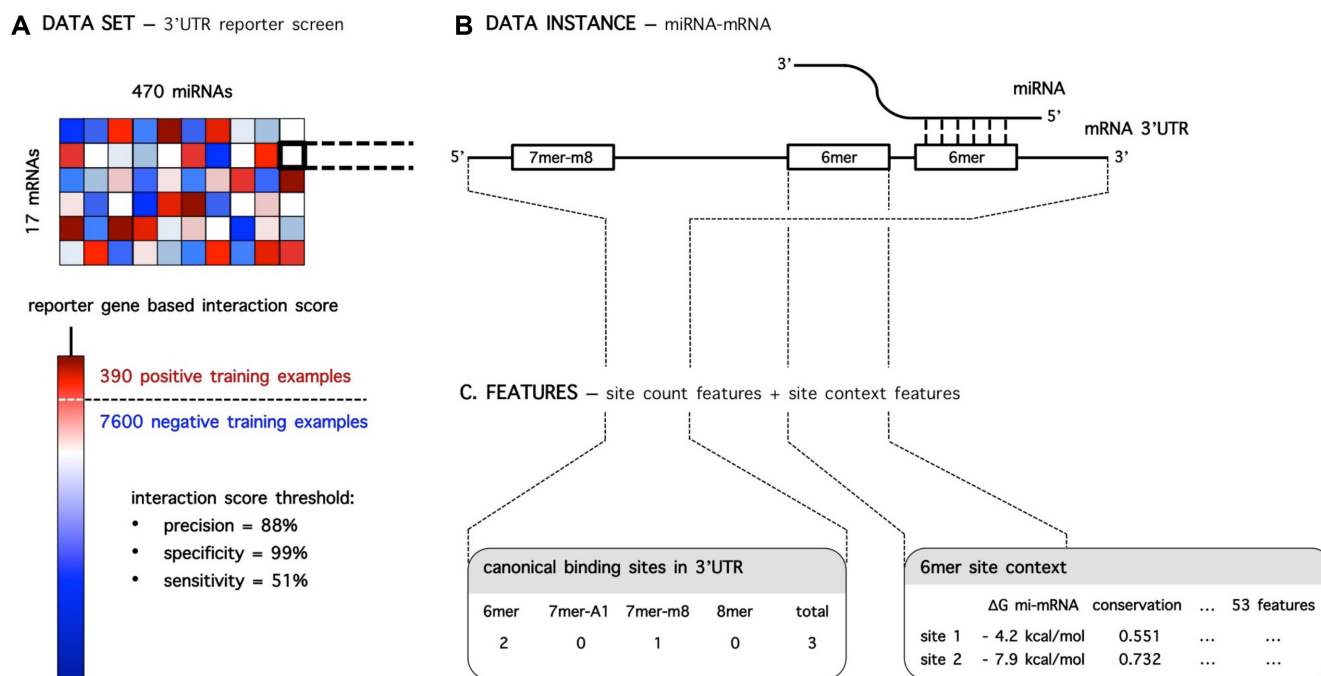 A DATA SET – 3'UTR reporter screen
470 miRNAs
17 mRNAs
reporter gene based interaction score
390 positive training examples
7600 negative training examples
interaction score threshold:
• precision = 88%
• specificity = 99%
• sensitivity = 51%
B DATA INSTANCE – miRNA-mRNA
3'
miRNA
5'
mRNA 3'UTR
5' 7mer-m8 6mer 6mer 3'
C. FEATURES – site count features + site context features
canonical binding sites in 3'UTR
6mer 7mer-A1 7mer-m8 8mer total
2 0 1 0 3
6mer site context
ΔG mi-mRNA conservation ... 53 features
site 1 - 4.2 kcal/mol 0.551 ... ...
site 2 - 7.9 kcal/mol 0.732 ... ...